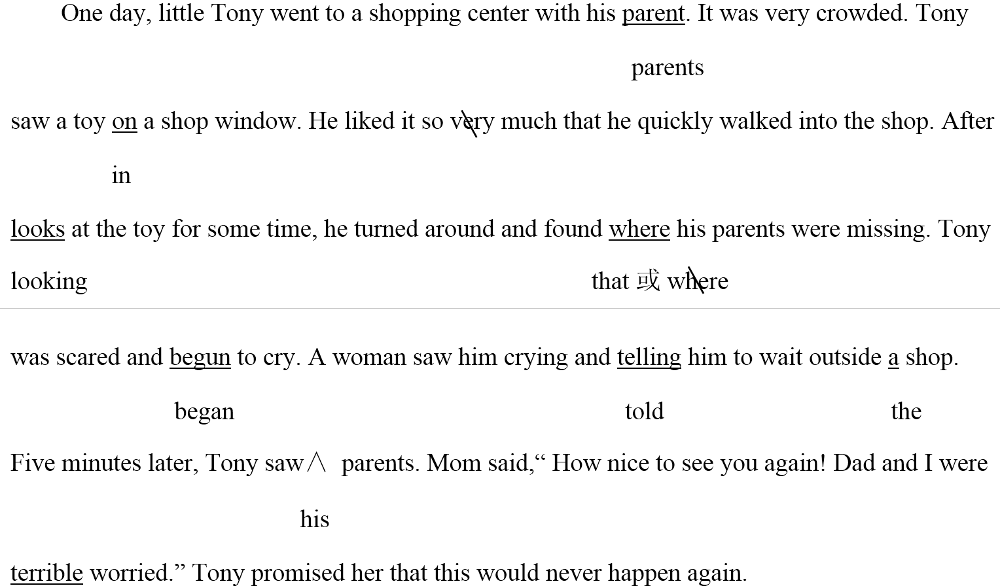 One day, little Tony went to a shopping center with his parent. It was very crowded. Tony
parents
saw a toy on a shop window. He liked it so very much that he quickly walked into the shop. After
in
looks at the toy for some time, he turned around and found where his parents were missing. Tony
looking that 或 where
was scared and begun to cry. A woman saw him crying and telling him to wait outside a shop.
began told the
Five minutes later, Tony saw∧ parents. Mom said,“ How nice to see you again! Dad and I were
his
terrible worried.” Tony promised her that this would never happen again.